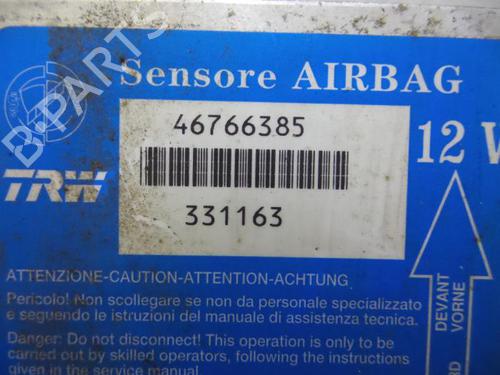 B-PARTS
Sensore AIRBAG
46766385
12 V
TRW
331163
ATTENZIONE-CAUTION-ATTENTION-ACHTUNG
Pericolo! Non scollegare se non da personale specializzato
e seguendo le istruzioni del manuale di assistenza tecnica.
Danger: Do not disconnect! This operation is only to be
carried out by skilled operators, following the instructions
given in the service manual
DEVANT
VORNE